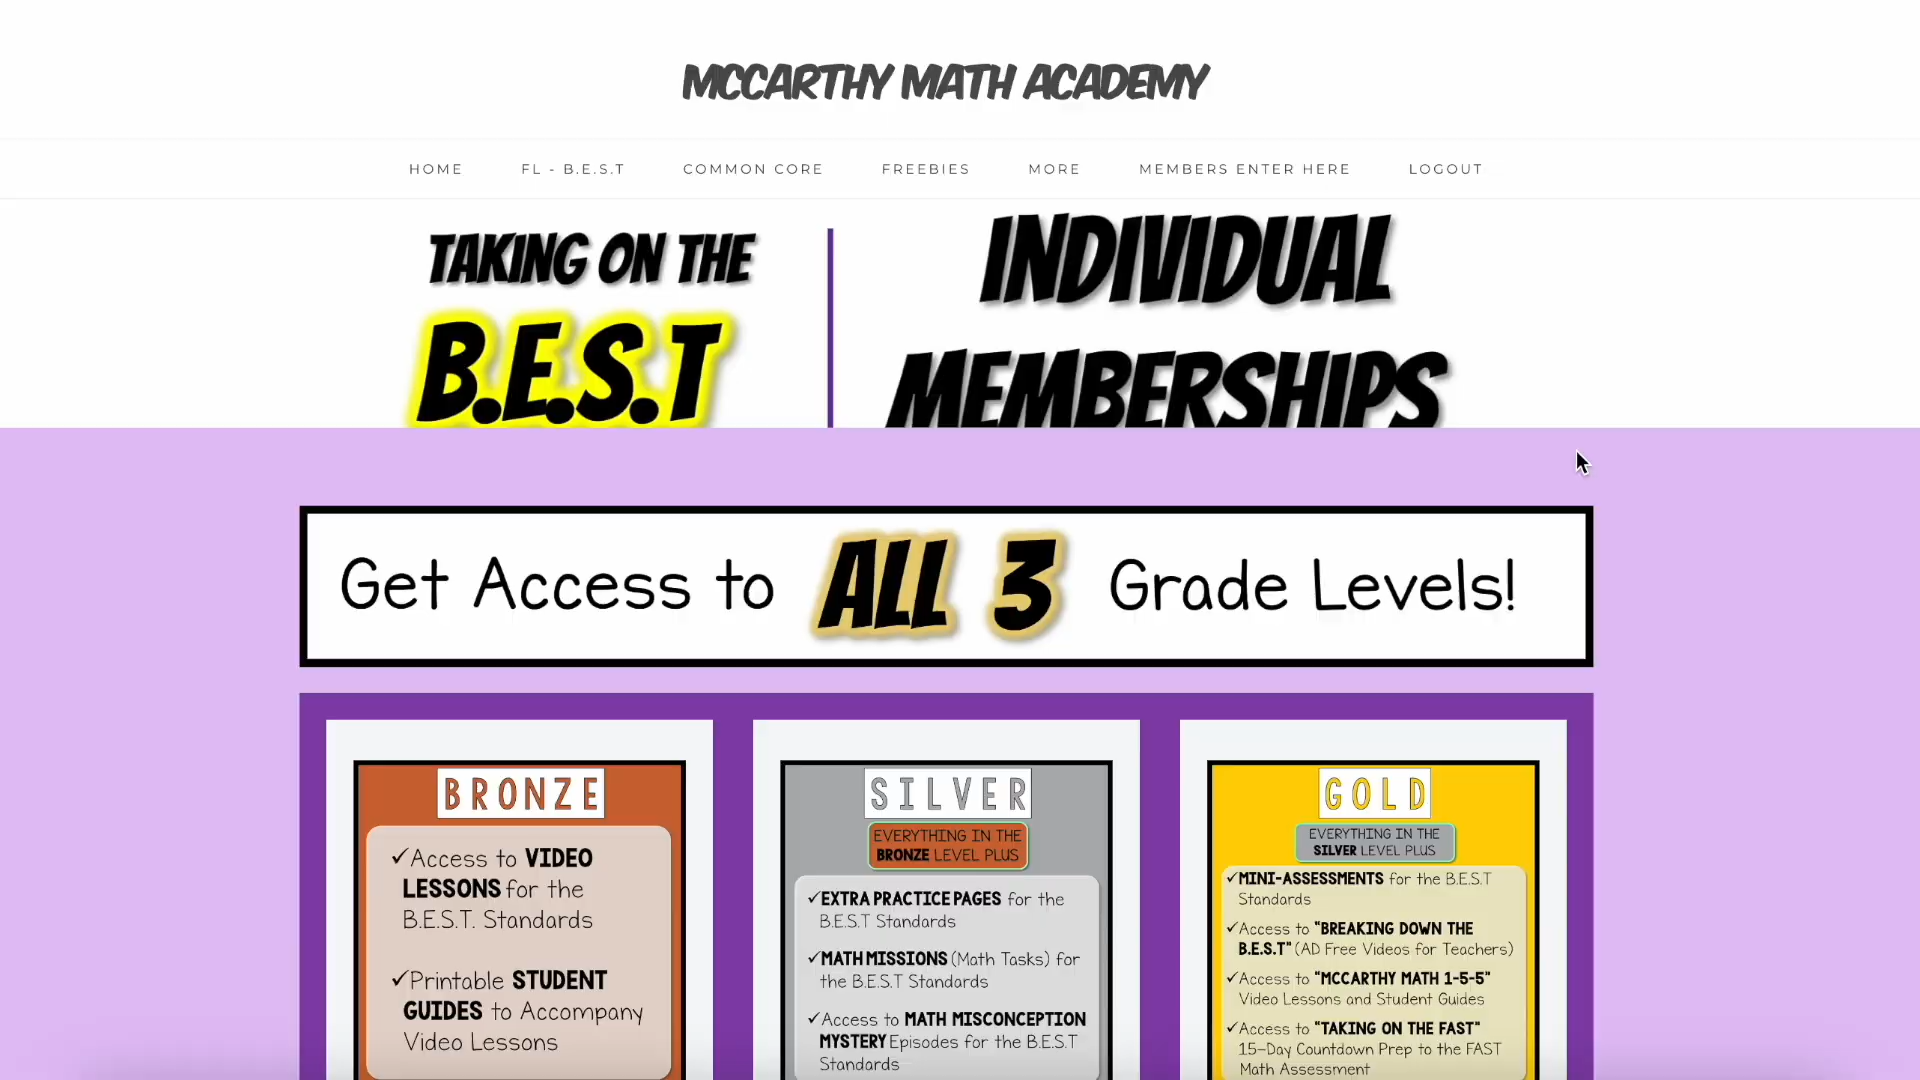 MCCARTHY MATH ACADEMY
HOME FL - B.E.S.T COMMON CORE FREEBIES MORE MEMBERS ENTER HERE LOGOUT
TAKING ON THE
B.E.S.T
INDIVIDUAL
MEMBERSHIPS
Get Access to ALL 3 Grade Levels!
BRONZE
✓Access to VIDEO
LESSONS for the
B.E.S.T. Standards
✓Printable STUDENT
GUIDES to Accompany
Video Lessons
SILVER
EVERYTHING IN THE
BRONZE LEVEL PLUS
✓EXTRA PRACTICE PAGES for the
B.E.S.T Standards
✓MATH MISSIONS (Math Tasks) for
the B.E.S.T Standards
✓Access to MATH MISCONCEPTION
MYSTERY Episodes for the B.E.S.T
Standards
GOLD
EVERYTHING IN THE
SILVER LEVEL PLUS
✓MINI-ASSESSMENTS for the B.E.S.T
Standards
✓Access to "BREAKING DOWN THE
B.E.S.T" (AD Free Videos for Teachers)
✓Access to "MCCARTHY MATH 1-5-5"
Video Lessons and Student Guides
✓Access to "TAKING ON THE FAST"
15-Day Countdown Prep to the FAST
Math Assessment